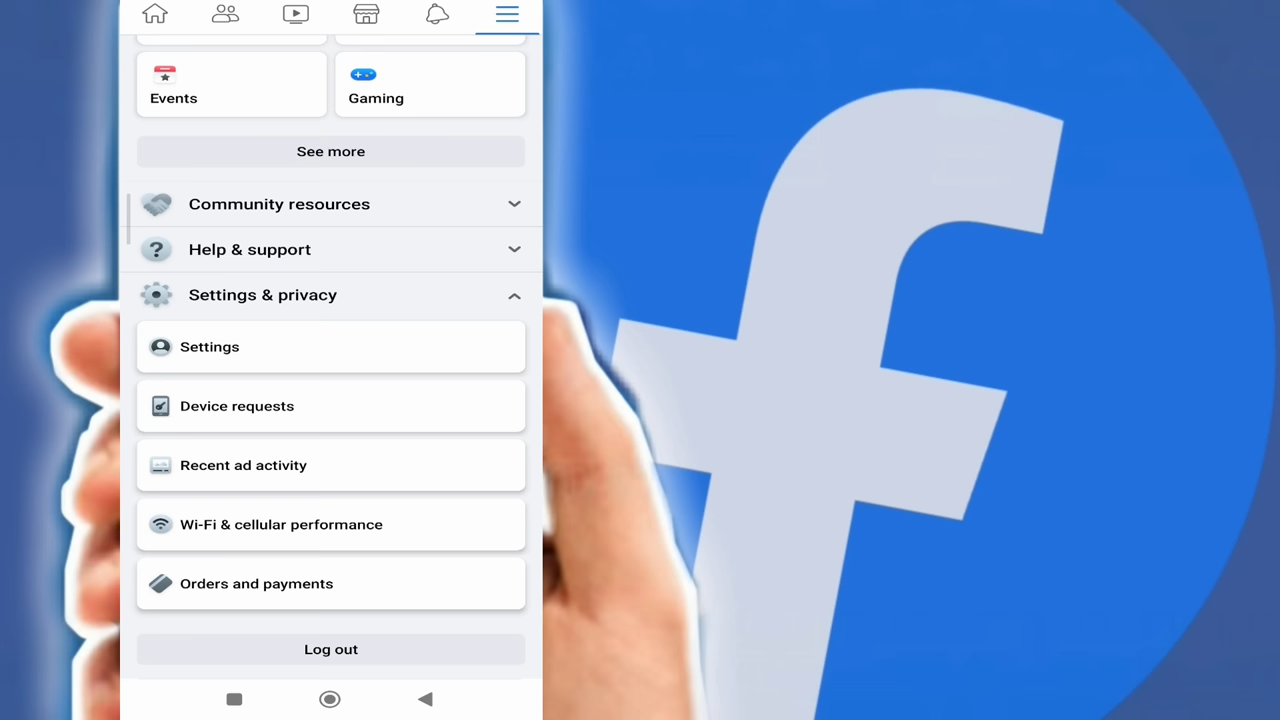 Events
Gaming
See more
Community resources
Help & support
Settings & privacy
Settings
Device requests
Recent ad activity
Wi-Fi & cellular performance
Orders and payments
Log out